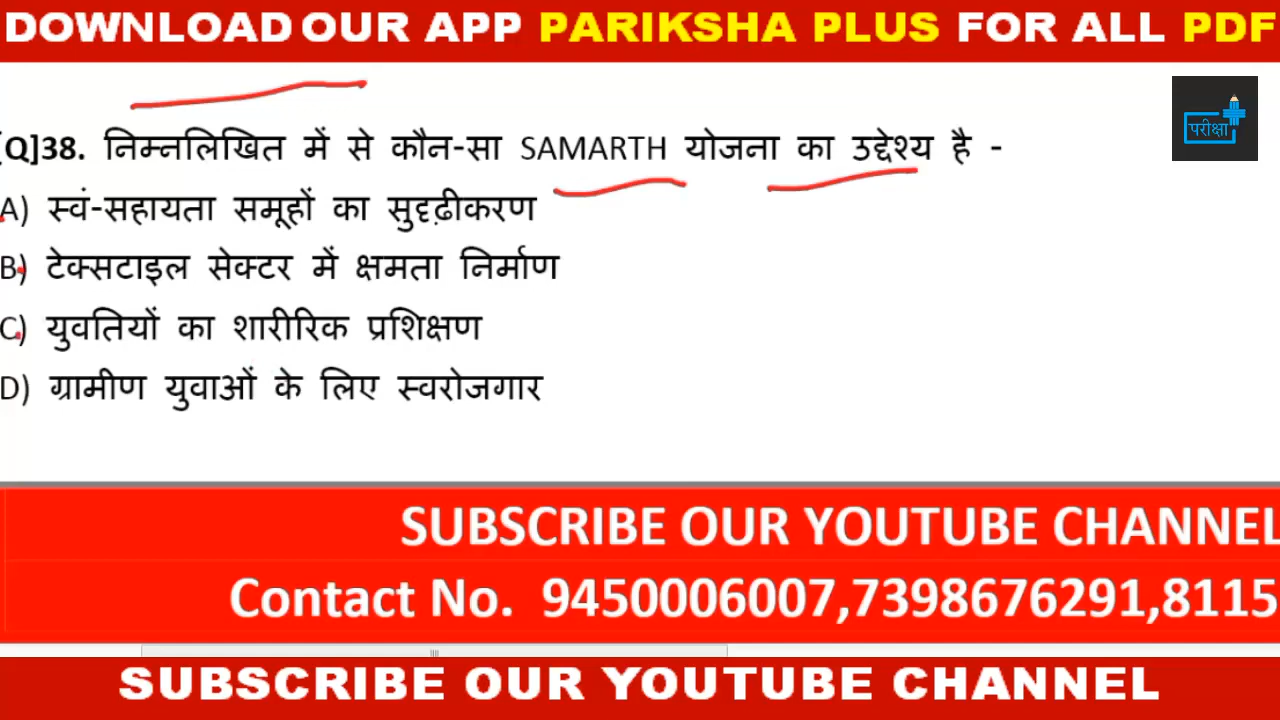 DOWNLOAD OUR APP PARIKSHA PLUS FOR ALL PDF
परीक्षा
[Q]38. निम्नलिखित में से कौन-सा SAMARTH योजना का उद्देश्य है -
A) स्वं-सहायता समूहों का सुदृढ़ीकरण
B) टेक्सटाइल सेक्टर में क्षमता निर्माण
C) युवतियों का शारीरिक प्रशिक्षण
D) ग्रामीण युवाओं के लिए स्वरोजगार
SUBSCRIBE OUR YOUTUBE CHANNEL
Contact No. 9450006007,7398676291,8115
SUBSCRIBE OUR YOUTUBE CHANNEL